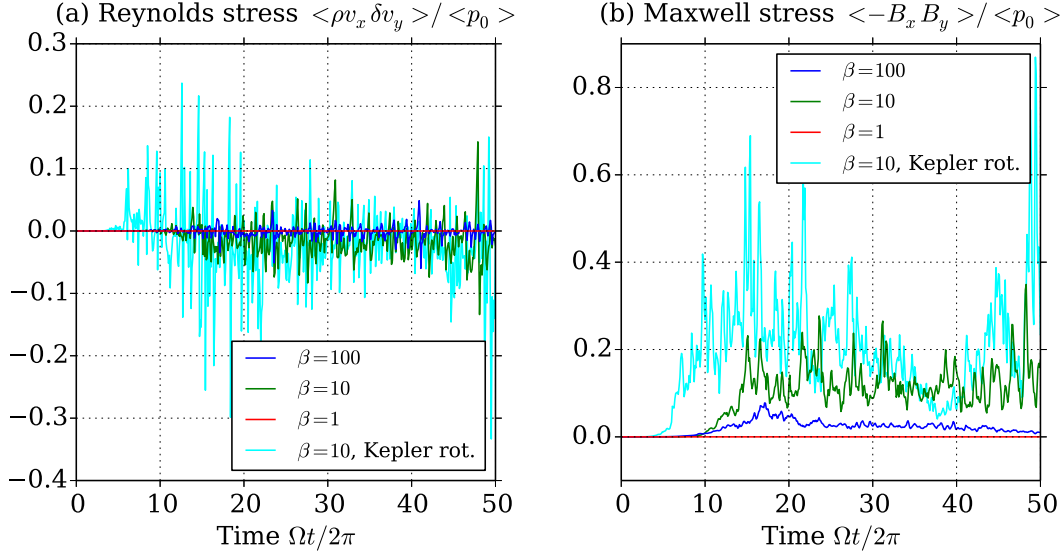 (a) Reynolds stress <ρv_x δv_y>/<p_0>
0.3
0.2
0.1
0.0
−0.1
−0.2
−0.3
−0.4
β=100
β=10
β=1
β=10, Kepler rot.
0 10 20 30 40 50
Time Ωt/2π
(b) Maxwell stress <−B_x B_y>/<p_0>
0.8
0.6
0.4
0.2
0.0
β=100
β=10
β=1
β=10, Kepler rot.
0 10 20 30 40 50
Time Ωt/2π